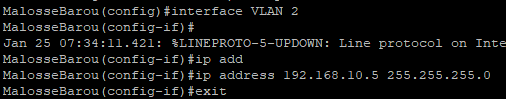 MalosseBarou(config)#interface VLAN 2
MalosseBarou(config-if)#
Jan 25 07:34:11.421: %LINEPROTO-5-UPDOWN: Line protocol on Inte
MalosseBarou(config-if)#ip add
MalosseBarou(config-if)#ip address 192.168.10.5 255.255.255.0
MalosseBarou(config-if)#exit